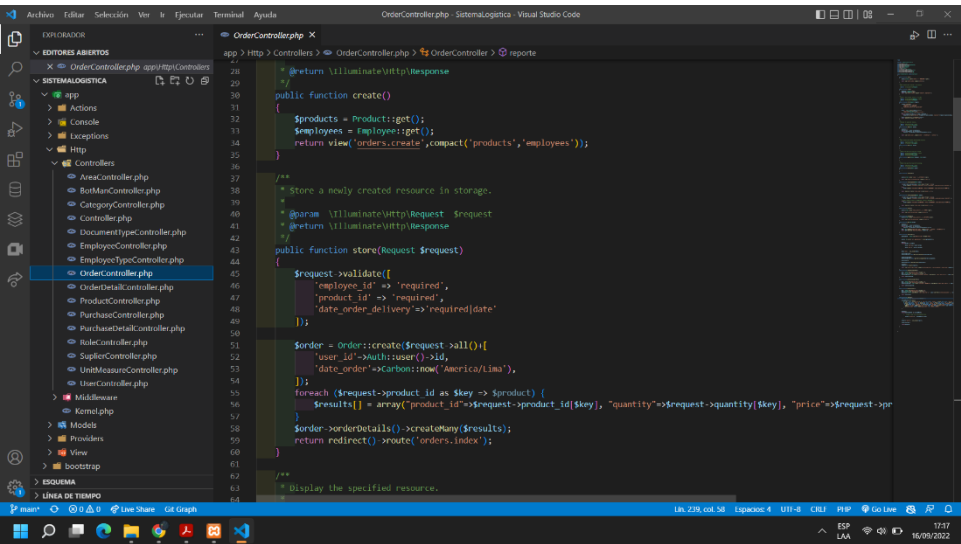 Archivo Editar Selección Ver Ir Ejecutar Terminal Ayuda
OrderController.php - SistemaLogistica - Visual Studio Code
EXPLORADOR
EDITORES ABIERTOS
OrderController.php app\Http\Controllers
SISTEMALOGISTICA
app
Actions
Console
Exceptions
Http
Controllers
AreaController.php
BotManController.php
CategoryController.php
Controller.php
DocumentTypeController.php
EmployeeController.php
EmployeeTypeController.php
OrderController.php
OrderDetailController.php
ProductController.php
PurchaseController.php
PurchaseDetailController.php
RoleController.php
SuplierController.php
UnitMeasureController.php
UserController.php
Middleware
Kernel.php
Models
Providers
View
bootstrap
ESQUEMA
LÍNEA DE TIEMPO
OrderController.php
app > Http > Controllers > OrderController.php > OrderController > reporte
27
28 * @return \Illuminate\Http\Response
29 */
30 public function create()
31 {
32 $products = Product::get();
33 $employees = Employee::get();
34 return view('orders.create',compact('products','employees'));
35 }
36
37 /**
38 * Store a newly created resource in storage.
39 *
40 * @param \Illuminate\Http\Request $request
41 * @return \Illuminate\Http\Response
42 */
43 public function store(Request $request)
44 {
45 $request->validate([
46 'employee_id' => 'required',
47 'product_id' => 'required',
48 'date_order_delivery'=>'required|date'
49 ]);
50
51 $order = Order::create($request->all()+[
52 'user_id'=>Auth::user()->id,
53 'date_order'=>Carbon::now('America/Lima'),
54 ]);
55 foreach ($request->product_id as $key => $product) {
56 $results[] = array("product_id"=>$request->product_id[$key], "quantity"=>$request->quantity[$key], "price"=>$request->pr
57 }
58 $order->orderDetails()->createMany($results);
59 return redirect()->route('orders.index');
60 }
61
62 /**
63 * Display the specified resource.
64 *
main* 0 0 Live Share Git Graph
Lín. 239, col. 58 Espacios: 4 UTF-8 CRLF PHP Go Live
ESP
LAA
17:17
16/09/2022